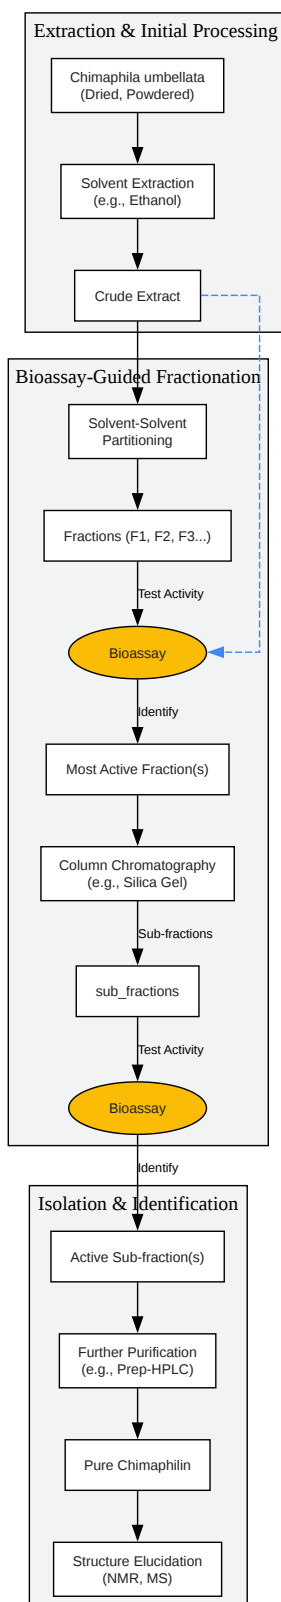 Extraction & Initial Processing
Chimaphila umbellata
(Dried, Powdered)
Solvent Extraction
(e.g., Ethanol)
Crude Extract
Bioassay-Guided Fractionation
Solvent-Solvent
Partitioning
Fractions (F1, F2, F3...)
Test Activity
Bioassay
Identify
Most Active Fraction(s)
Column Chromatography
(e.g., Silica Gel)
Sub-fractions
sub_fractions
Test Activity
Bioassay
Identify
Isolation & Identification
Active Sub-fraction(s)
Further Purification
(e.g., Prep-HPLC)
Pure Chimaphilin
Structure Elucidation
(NMR, MS)